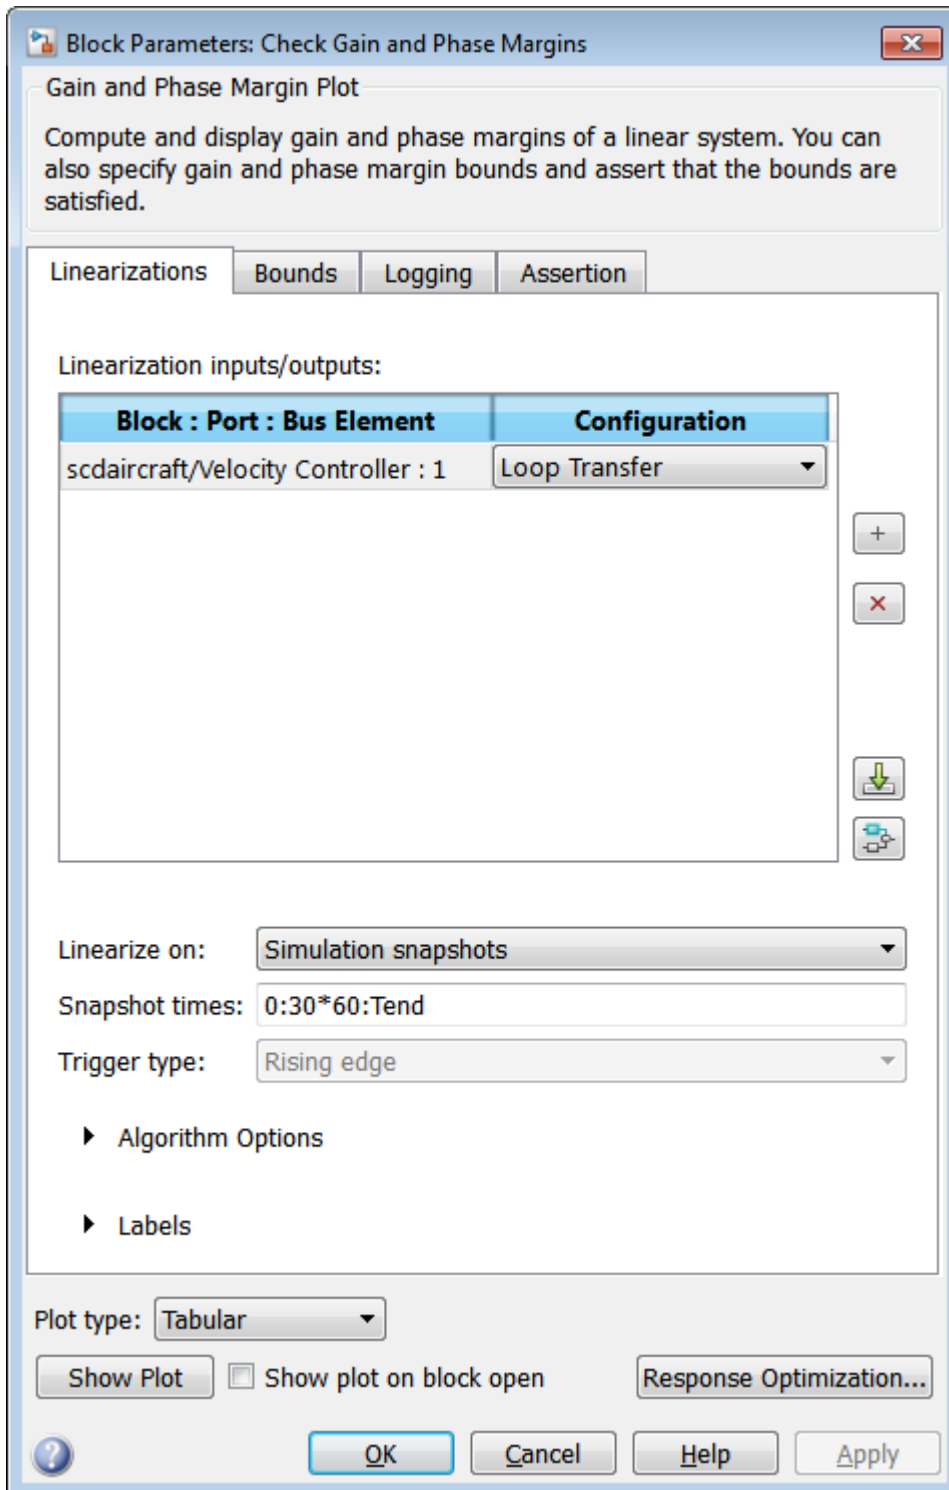 Block Parameters: Check Gain and Phase Margins
Gain and Phase Margin Plot
Compute and display gain and phase margins of a linear system. You can
also specify gain and phase margin bounds and assert that the bounds are
satisfied.
Linearizations Bounds Logging Assertion
Linearization inputs/outputs:
Block : Port : Bus Element Configuration
scdaircraft/Velocity Controller : 1 Loop Transfer
Linearize on: Simulation snapshots
Snapshot times: 0:30*60:Tend
Trigger type: Rising edge
Algorithm Options
Labels
Plot type: Tabular
Show Plot Show plot on block open Response Optimization...
OK Cancel Help Apply